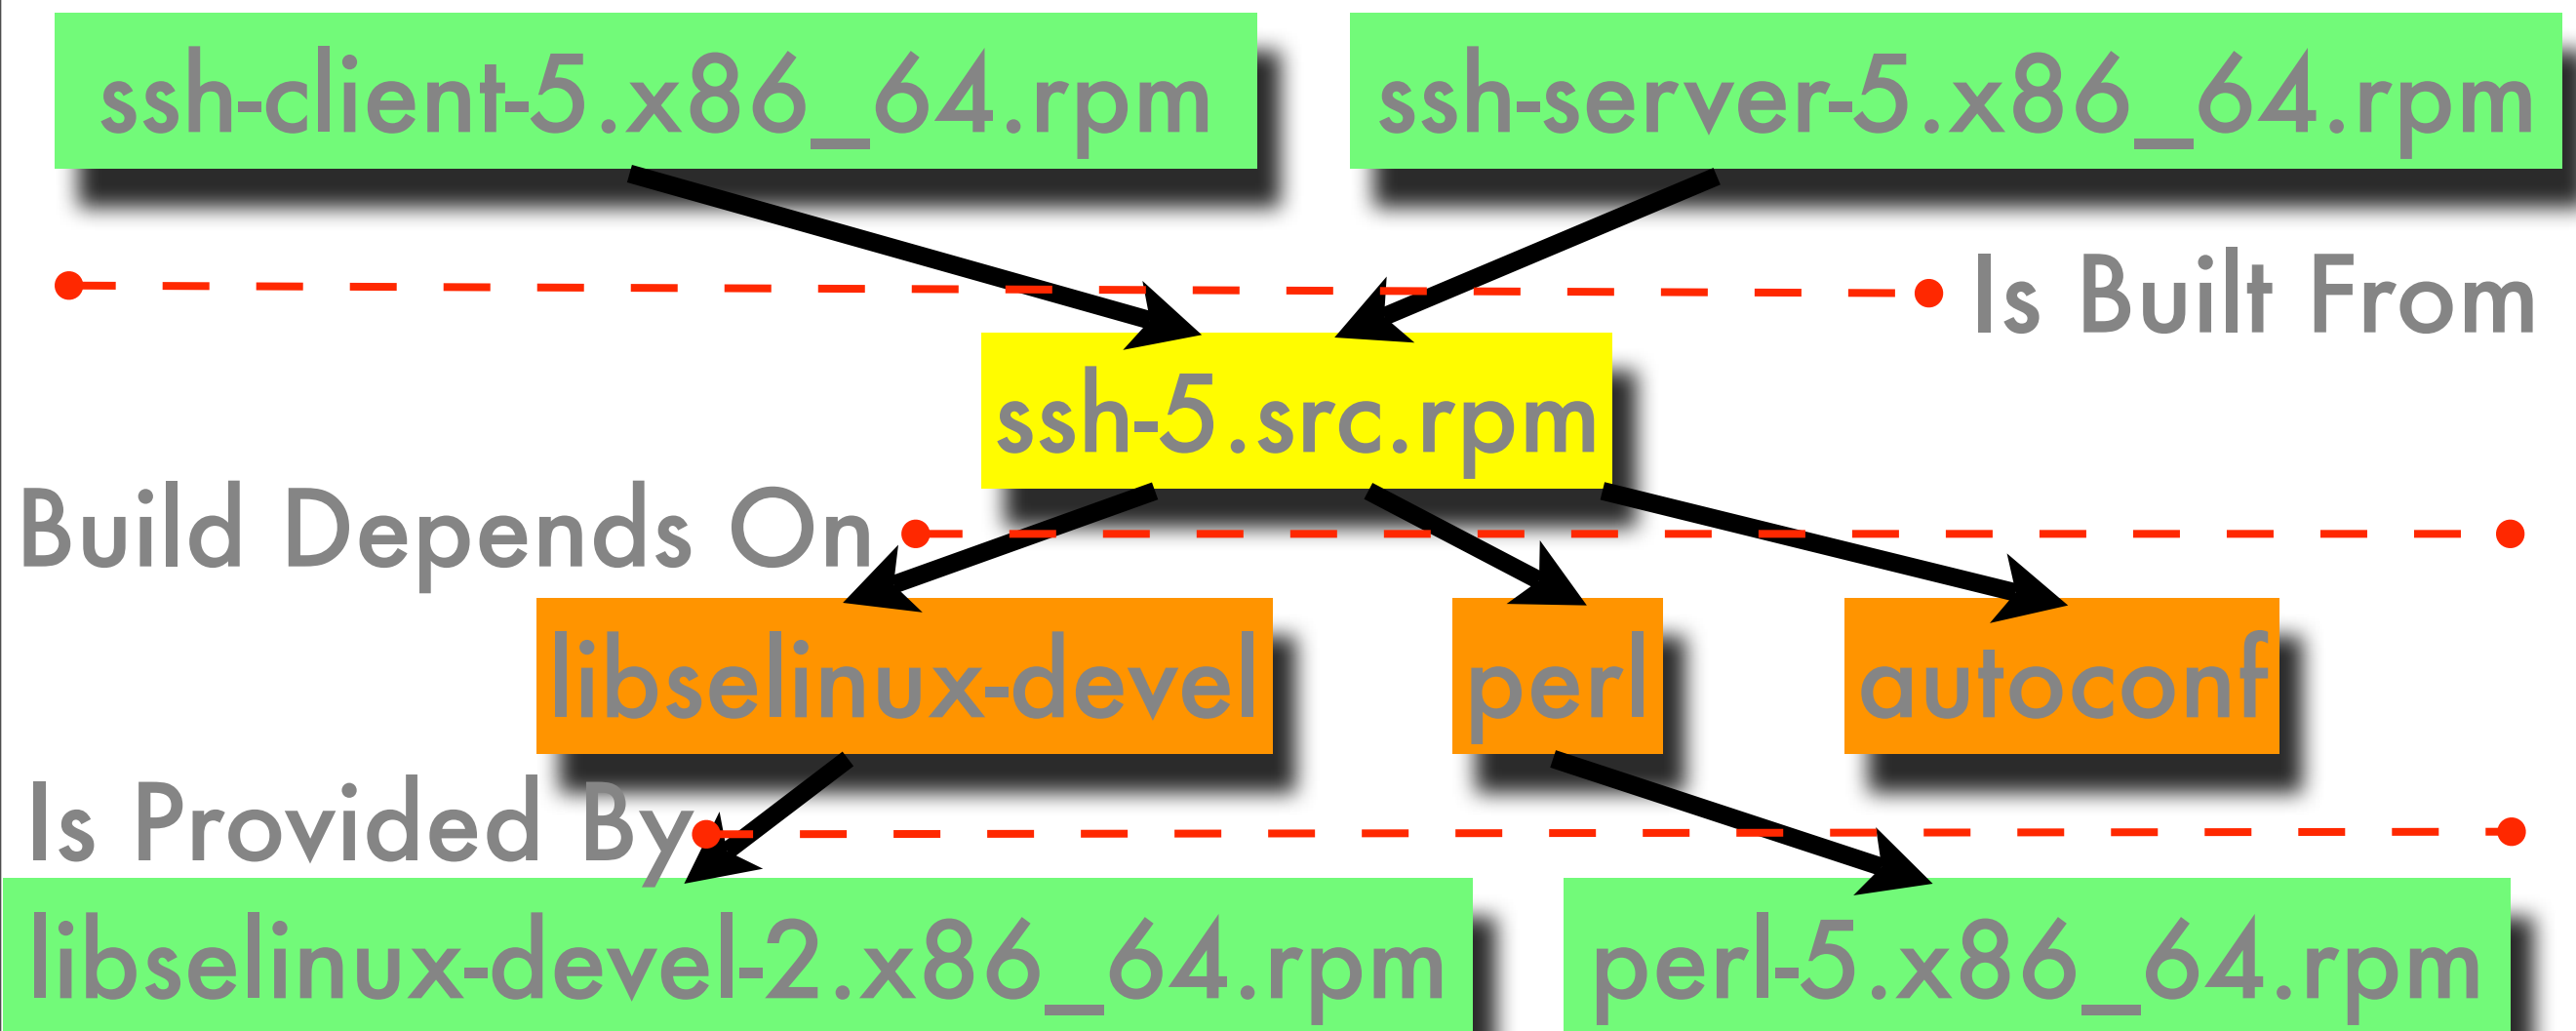 ssh-client-5.x86_64.rpm
ssh-server-5.x86_64.rpm
Is Built From
ssh-5.src.rpm
Build Depends On
libselinux-devel
perl
autoconf
Is Provided By
libselinux-devel-2.x86_64.rpm
perl-5.x86_64.rpm